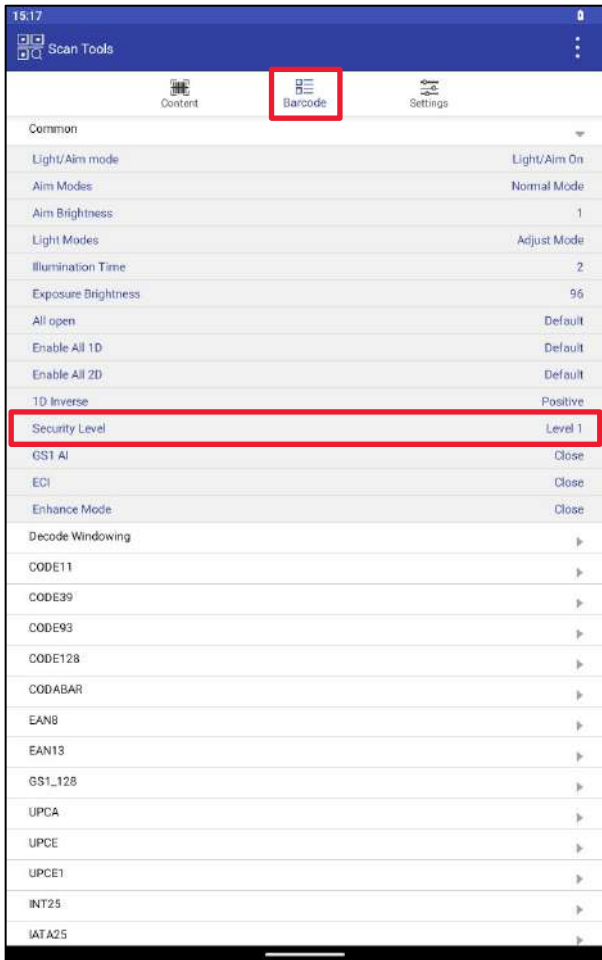 15:17
Scan Tools
Content Barcode Settings
Common
Light/Aim mode Light/Aim On
Aim Modes Normal Mode
Aim Brightness 1
Light Modes Adjust Mode
Illumination Time 2
Exposure Brightness 96
All open Default
Enable All 1D Default
Enable All 2D Default
1D Inverse Positive
Security Level Level 1
GS1 AI Close
ECI Close
Enhance Mode Close
Decode Windowing
CODE11
CODE39
CODE93
CODE128
CODABAR
EAN8
EAN13
GS1_128
UPCA
UPCE
UPCE1
INT25
IATA25